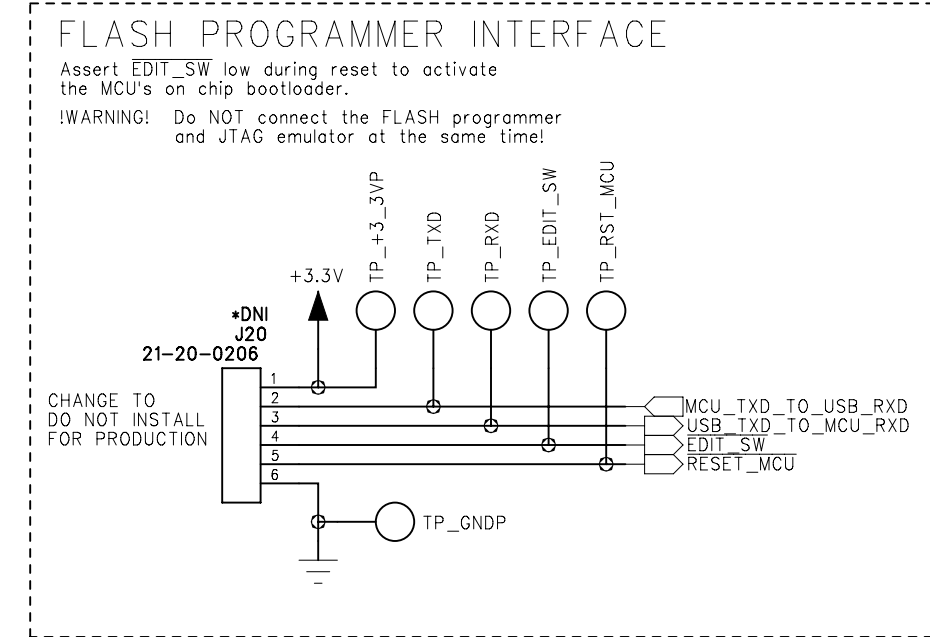 FLASH PROGRAMMER INTERFACE
Assert EDIT_SW low during reset to activate
the MCU's on chip bootloader.
!WARNING! Do NOT connect the FLASH programmer
and JTAG emulator at the same time!
TP_+3_3VP
TP_TXD
TP_RXD
TP_EDIT_SW
TP_RST_MCU
+3.3V
*DNI
J20
21-20-0206
1
2
3
4
5
6
CHANGE TO
DO NOT INSTALL
FOR PRODUCTION
MCU_TXD_TO_USB_RXD
USB_TXD_TO_MCU_RXD
EDIT_SW
RESET_MCU
TP_GNDP